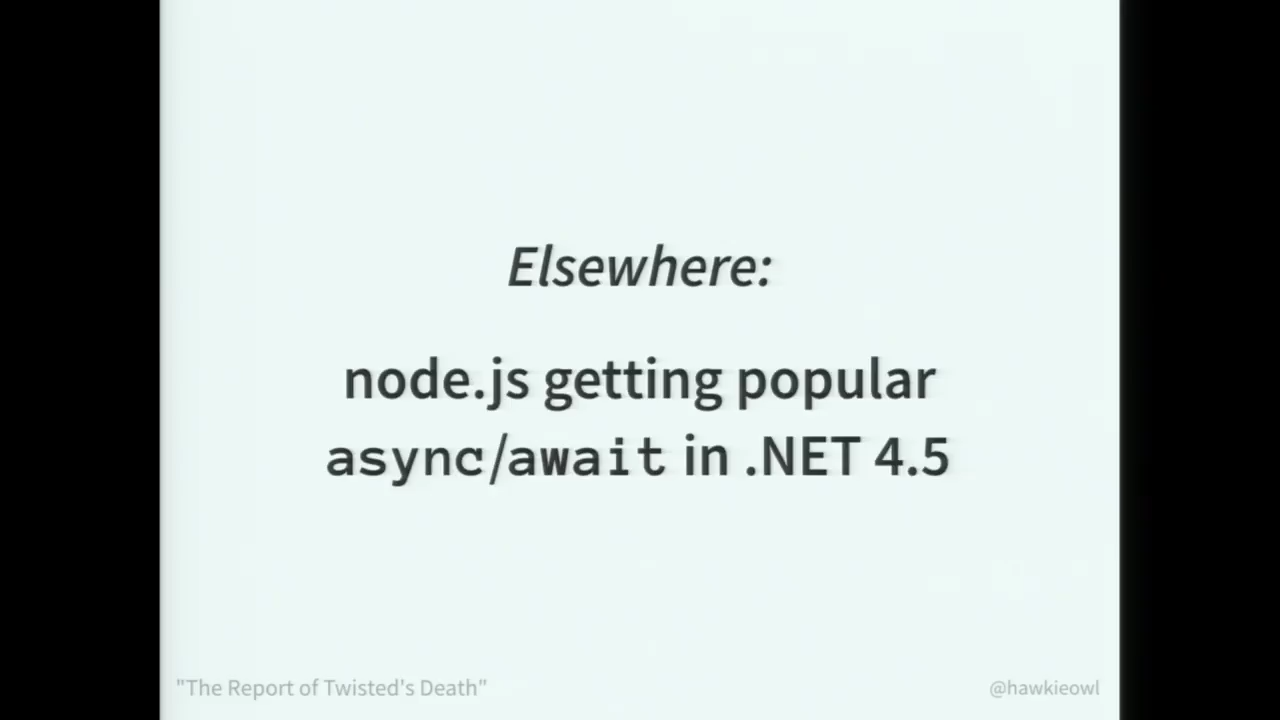 Elsewhere:
node.js getting popular
async/await in .NET 4.5
"The Report of Twisted's Death"
@hawkieowl